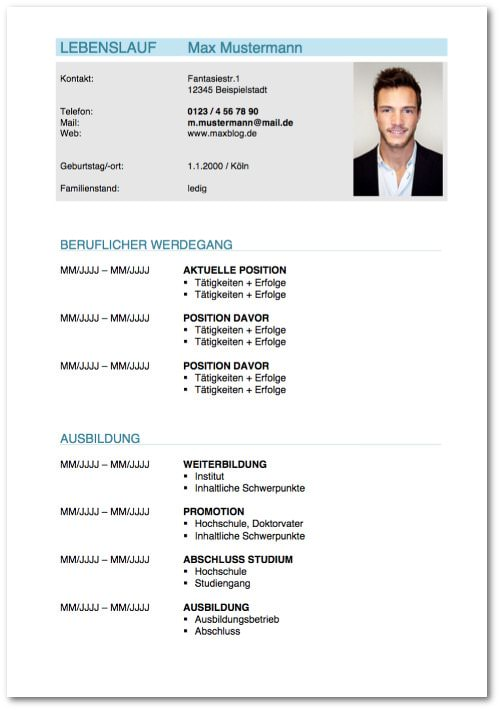 LEBENSLAUF Max Mustermann
Kontakt: Fantasiestr.1
12345 Beispielstadt
Telefon: 0123 / 4 56 78 90
Mail: m.mustermann@mail.de
Web: www.maxblog.de
Geburtstag/-ort: 1.1.2000 / Köln
Familienstand: ledig
BERUFLICHER WERDEGANG
MM/JJJJ – MM/JJJJ AKTUELLE POSITION
▪ Tätigkeiten + Erfolge
▪ Tätigkeiten + Erfolge
MM/JJJJ – MM/JJJJ POSITION DAVOR
▪ Tätigkeiten + Erfolge
▪ Tätigkeiten + Erfolge
MM/JJJJ – MM/JJJJ POSITION DAVOR
▪ Tätigkeiten + Erfolge
▪ Tätigkeiten + Erfolge
AUSBILDUNG
MM/JJJJ – MM/JJJJ WEITERBILDUNG
▪ Institut
▪ Inhaltliche Schwerpunkte
MM/JJJJ – MM/JJJJ PROMOTION
▪ Hochschule, Doktorvater
▪ Inhaltliche Schwerpunkte
MM/JJJJ – MM/JJJJ ABSCHLUSS STUDIUM
▪ Hochschule
▪ Studiengang
MM/JJJJ – MM/JJJJ AUSBILDUNG
▪ Ausbildungsbetrieb
▪ Abschluss